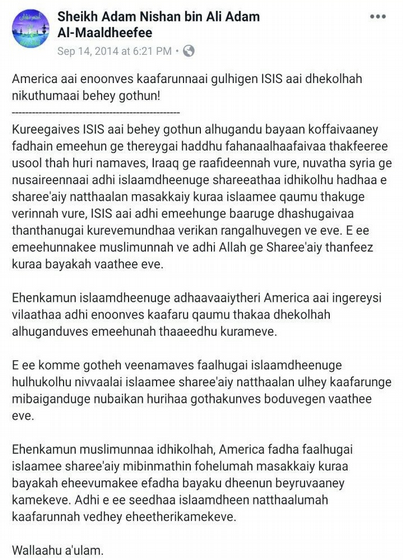 Sheikh Adam Nishan bin Ali Adam
Al-Maaldheefee
Sep 14, 2014 at 6:21 PM ·
America aai enoonves kaafarunnaai gulhigen ISIS aai dhekolhah
nikuthumaai behey gothun!
--------------------------------------------------
Kureegaives ISIS aai behey gothun alhugandu bayaan koffaivaaney
fadhain emeehun ge thereygai haddhu fahanaalhaafaivaa thakfeeree
usool thah huri namaves, Iraaq ge raafideennah vure, nuvatha syria ge
nusaireennaai adhi islaamdheenuge shareeathaa idhikolhu hadhaa e
sharee'aiy natthaalan masakkaiy kuraa islaamee qaumu thakuge
verinnah vure, ISIS aai adhi emeehunge baaruge dhashugaivaa
thanthanugai kurevemundhaa verikan rangalhuvegen ve eve. E ee
emeehunnakee muslimunnah ve adhi Allah ge Sharee'aiy thanfeez
kuraa bayakah vaathee eve.
Ehenkamun islaamdheenuge adhaavaaiytheri America aai ingereysi
vilaathaa adhi enoonves kaafaru qaumu thakaa dhekolhah
alhuganduves emeehunah thaaeedhu kurameve.
E ee komme gotheh veenamaves faalhugai islaamdheenuge
hulhukolhu nivvaalai islaamee sharee'aiy natthaalan ulhey kaafarunge
mibaiganduge nubaikan hurihaa gothakunves boduvegen vaathee
eve.
Ehenkamun muslimunnaa idhikolhah, America fadha faalhugai
islaamee sharee'aiy mibinmathin fohelumah masakkaiy kuraa
bayakah eheevumakee efadha bayaku dheenun beyruvaaney
kamekeve. Adhi e ee seedhaa islaamdheen natthaalumah
kaafarunnah vedhey eheetherikamekeve.
Wallaahu a'ulam.